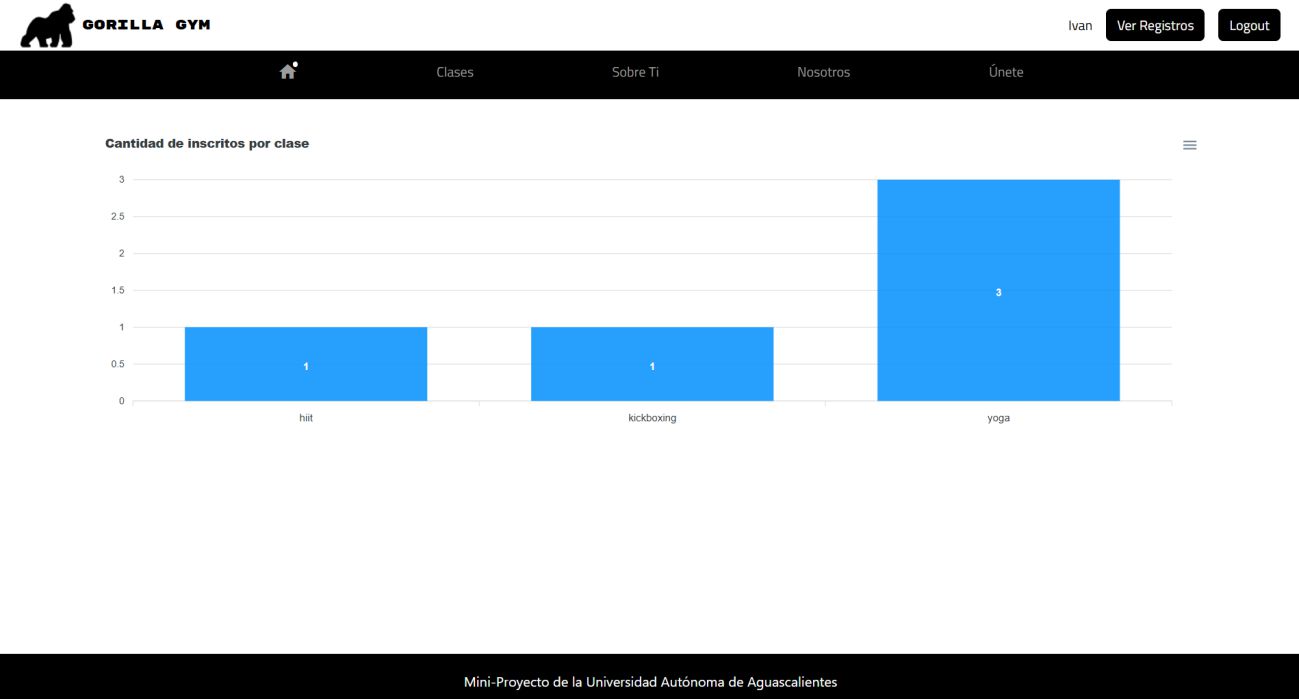 GORILLA GYM
Ivan Ver Registros Logout
Clases Sobre Ti Nosotros Únete
Cantidad de inscritos por clase
3
2.5
2
1.5
1
0.5
0
1 1 3
hiit kickboxing yoga
Mini-Proyecto de la Universidad Autónoma de Aguascalientes